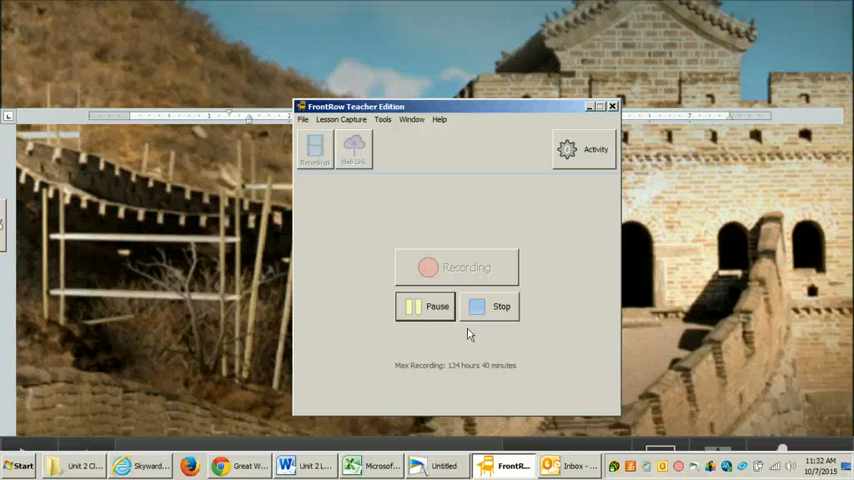 FrontRow Teacher Edition
File Lesson Capture Tools Window Help
Recordings Web Link Activity
Recording
Pause Stop
Max Recording: 134 hours 40 minutes
Start Unit 2 Cl... Skyward... Great W... Unit 2 L... Microsof... Untitled FrontR... Inbox - ...
11:32 AM
10/7/2015